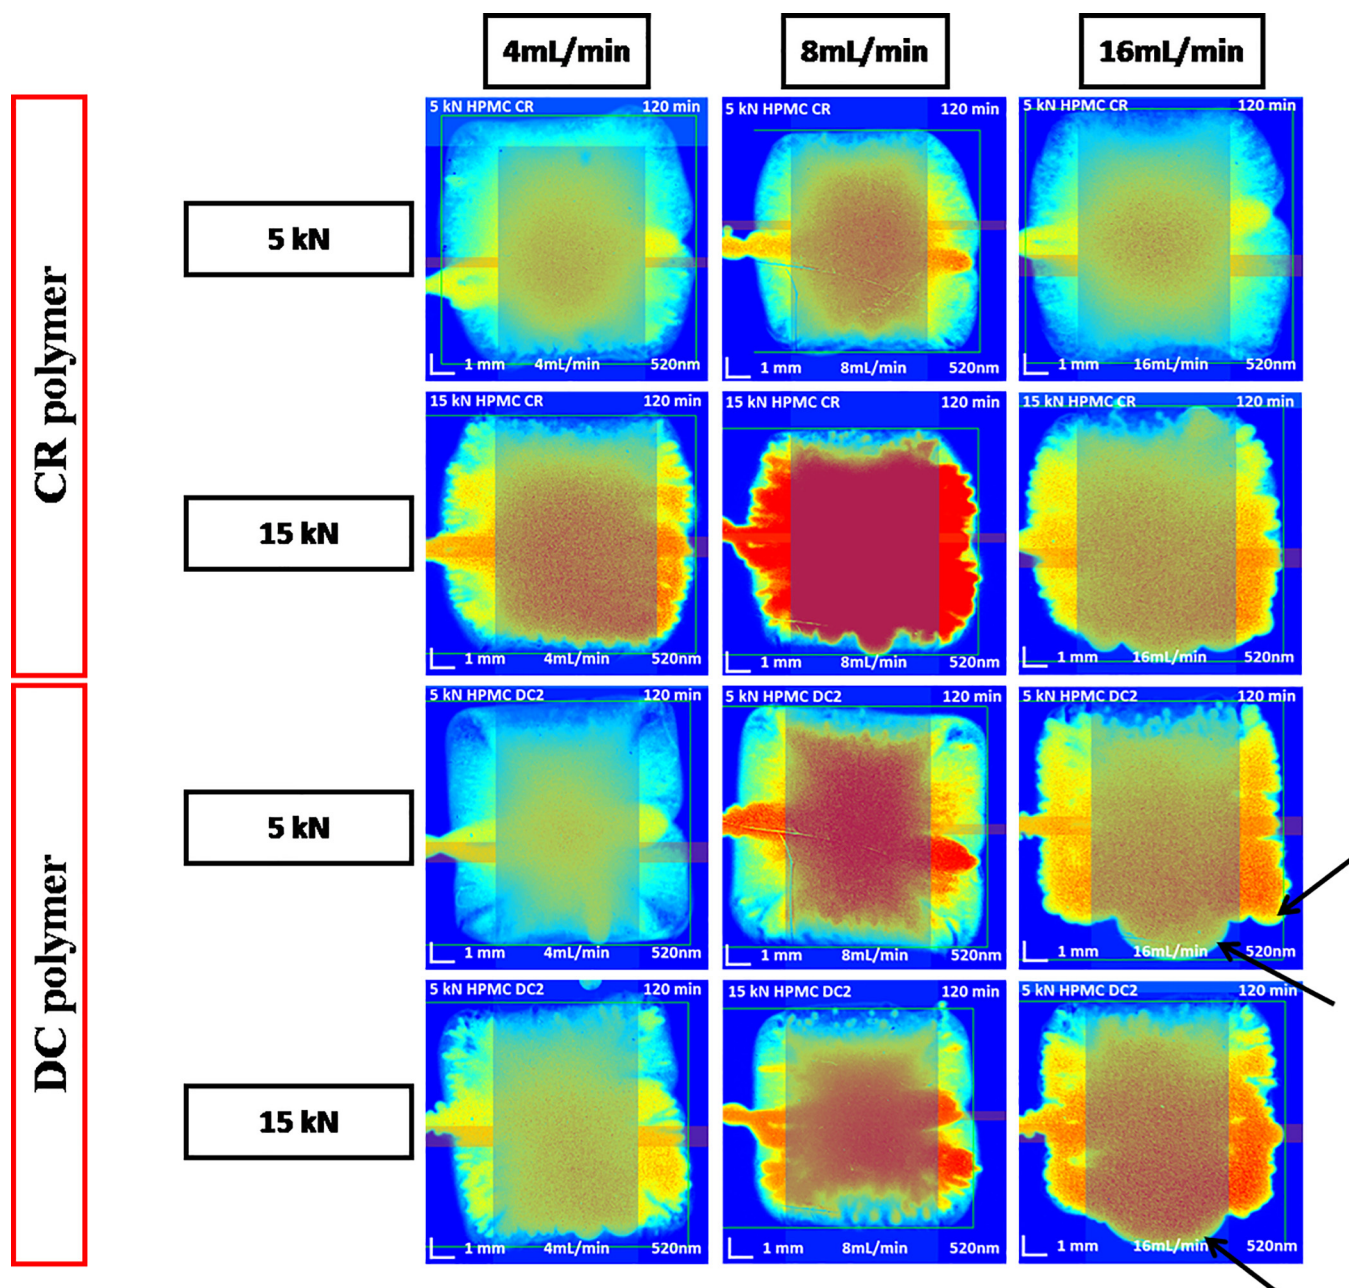 4mL/min 8mL/min 16mL/min
CR polymer
5 kN
5 kN HPMC CR 120 min
1 mm 4mL/min 520nm
5 kN HPMC CR 120 min
1 mm 8mL/min 520nm
5 kN HPMC CR 120 min
1 mm 16mL/min 520nm
15 kN
15 kN HPMC CR 120 min
1 mm 4mL/min 520nm
15 kN HPMC CR 120 min
1 mm 8mL/min 520nm
15 kN HPMC CR 120 min
1 mm 16mL/min 520nm
DC polymer
5 kN
5 kN HPMC DC2 120 min
1 mm 4mL/min 520nm
5 kN HPMC DC2 120 min
1 mm 8mL/min 520nm
5 kN HPMC DC2 120 min
1 mm 16mL/min 520nm
15 kN
5 kN HPMC DC2 120 min
1 mm 4mL/min 520nm
15 kN HPMC DC2 120 min
1 mm 8mL/min 520nm
5 kN HPMC DC2 120 min
1 mm 16mL/min 520nm